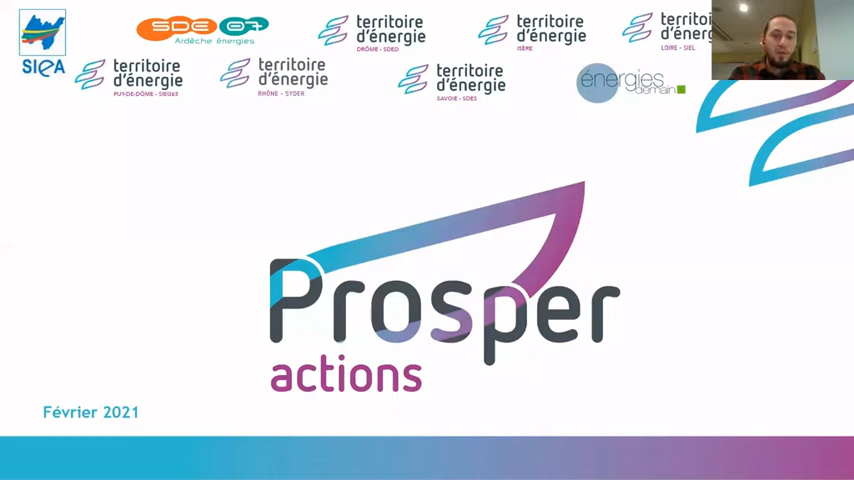 SIEA
SDE 07
Ardèche énergies
territoire
d'énergie
DRÔME - SDED
territoire
d'énergie
ISÈRE
territoire
d'énergie
LOIRE - SIEL
territoire
d'énergie
PUY-DE-DÔME - SIEG63
territoire
d'énergie
RHÔNE - SYDER
territoire
d'énergie
SAVOIE - SDES
énergies
demain
Prosper
actions
Février 2021